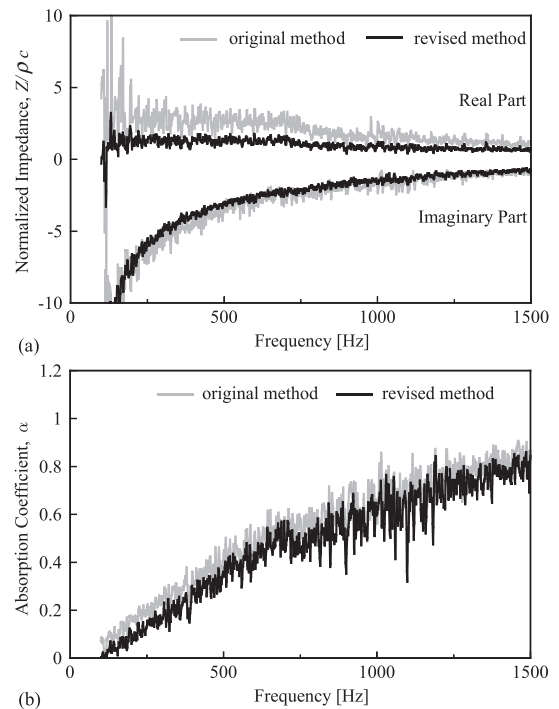 10
5
0
-5
-10
Normalized Impedance, Z/ρ c
original method
revised method
Real Part
Imaginary Part
0
500
1000
1500
Frequency [Hz]
(a)
1.2
1
0.8
0.6
0.4
0.2
0
Absorption Coefficient, α
original method
revised method
0
500
1000
1500
Frequency [Hz]
(b)